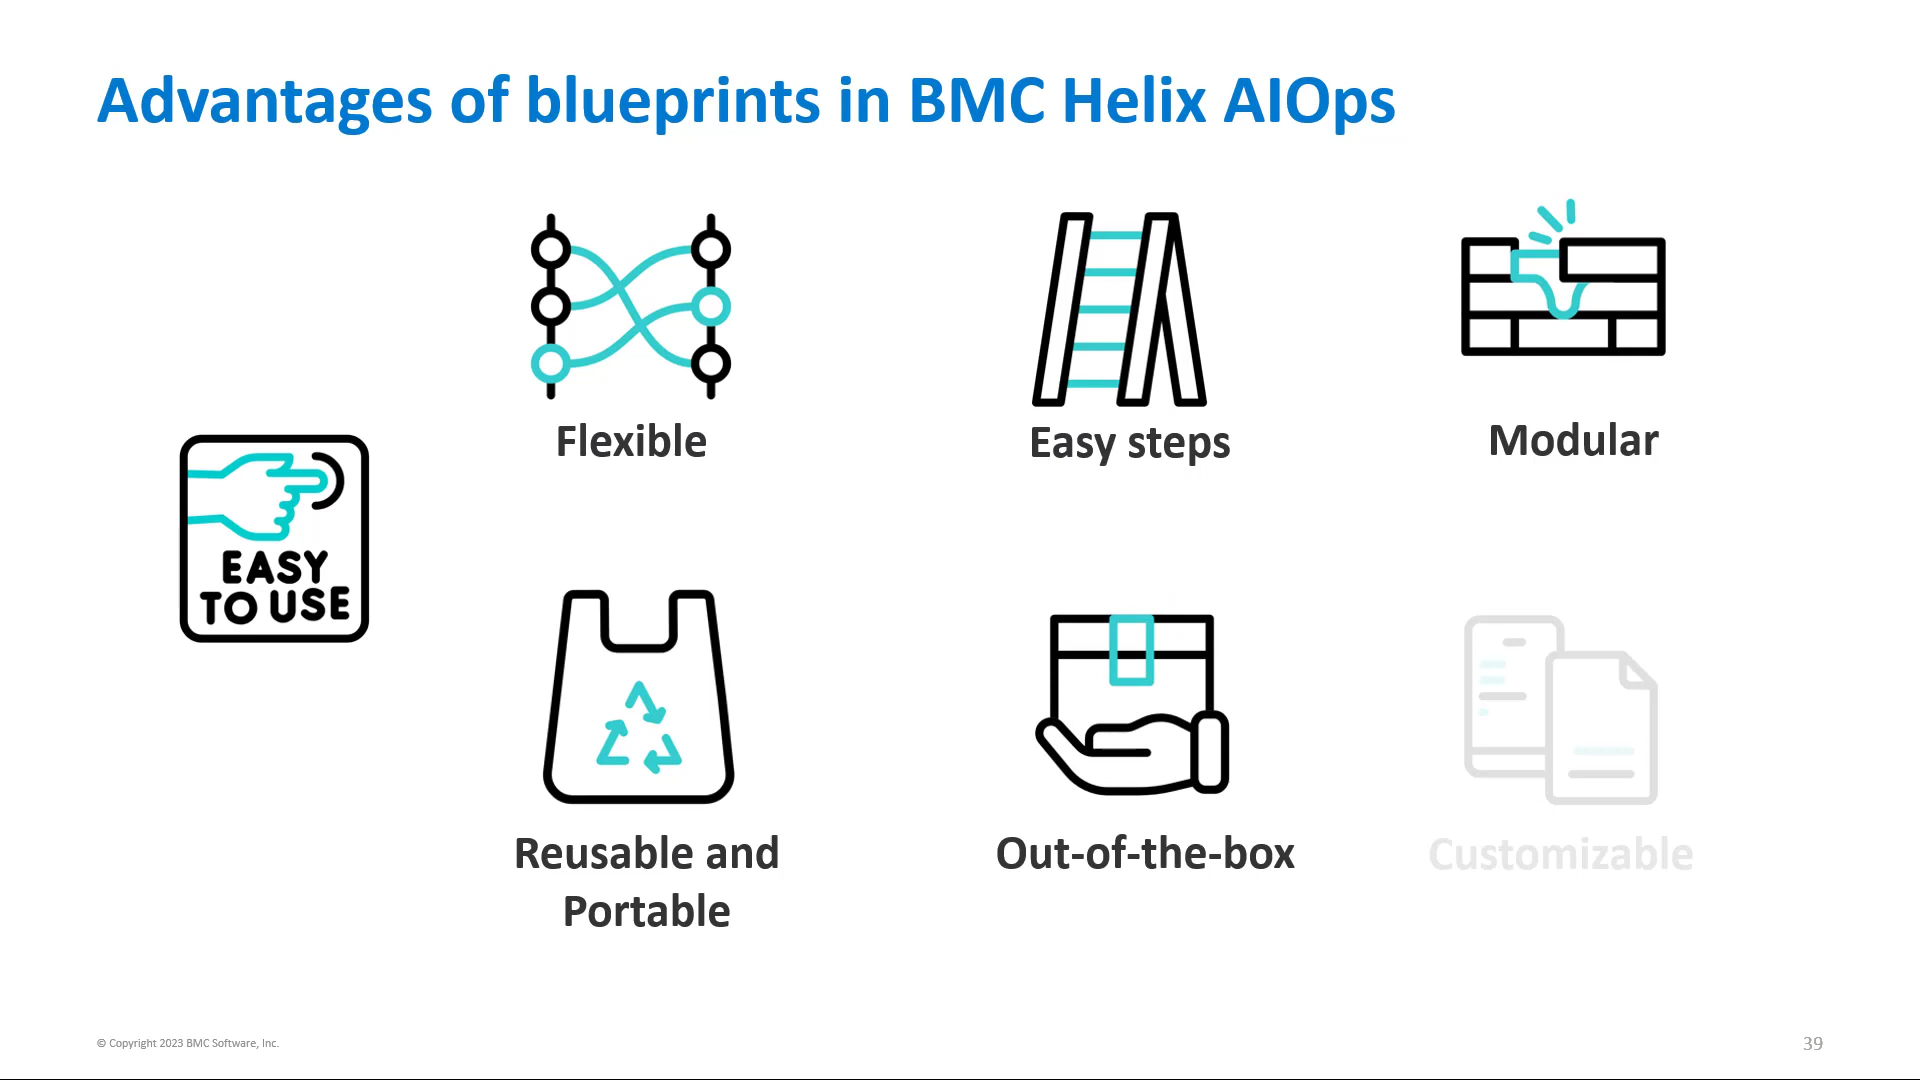 Advantages of blueprints in BMC Helix AIOps
Flexible
Easy steps
Modular
EASY
TO USE
Reusable and
Portable
Out-of-the-box
Customizable
© Copyright 2023 BMC Software, Inc.
39